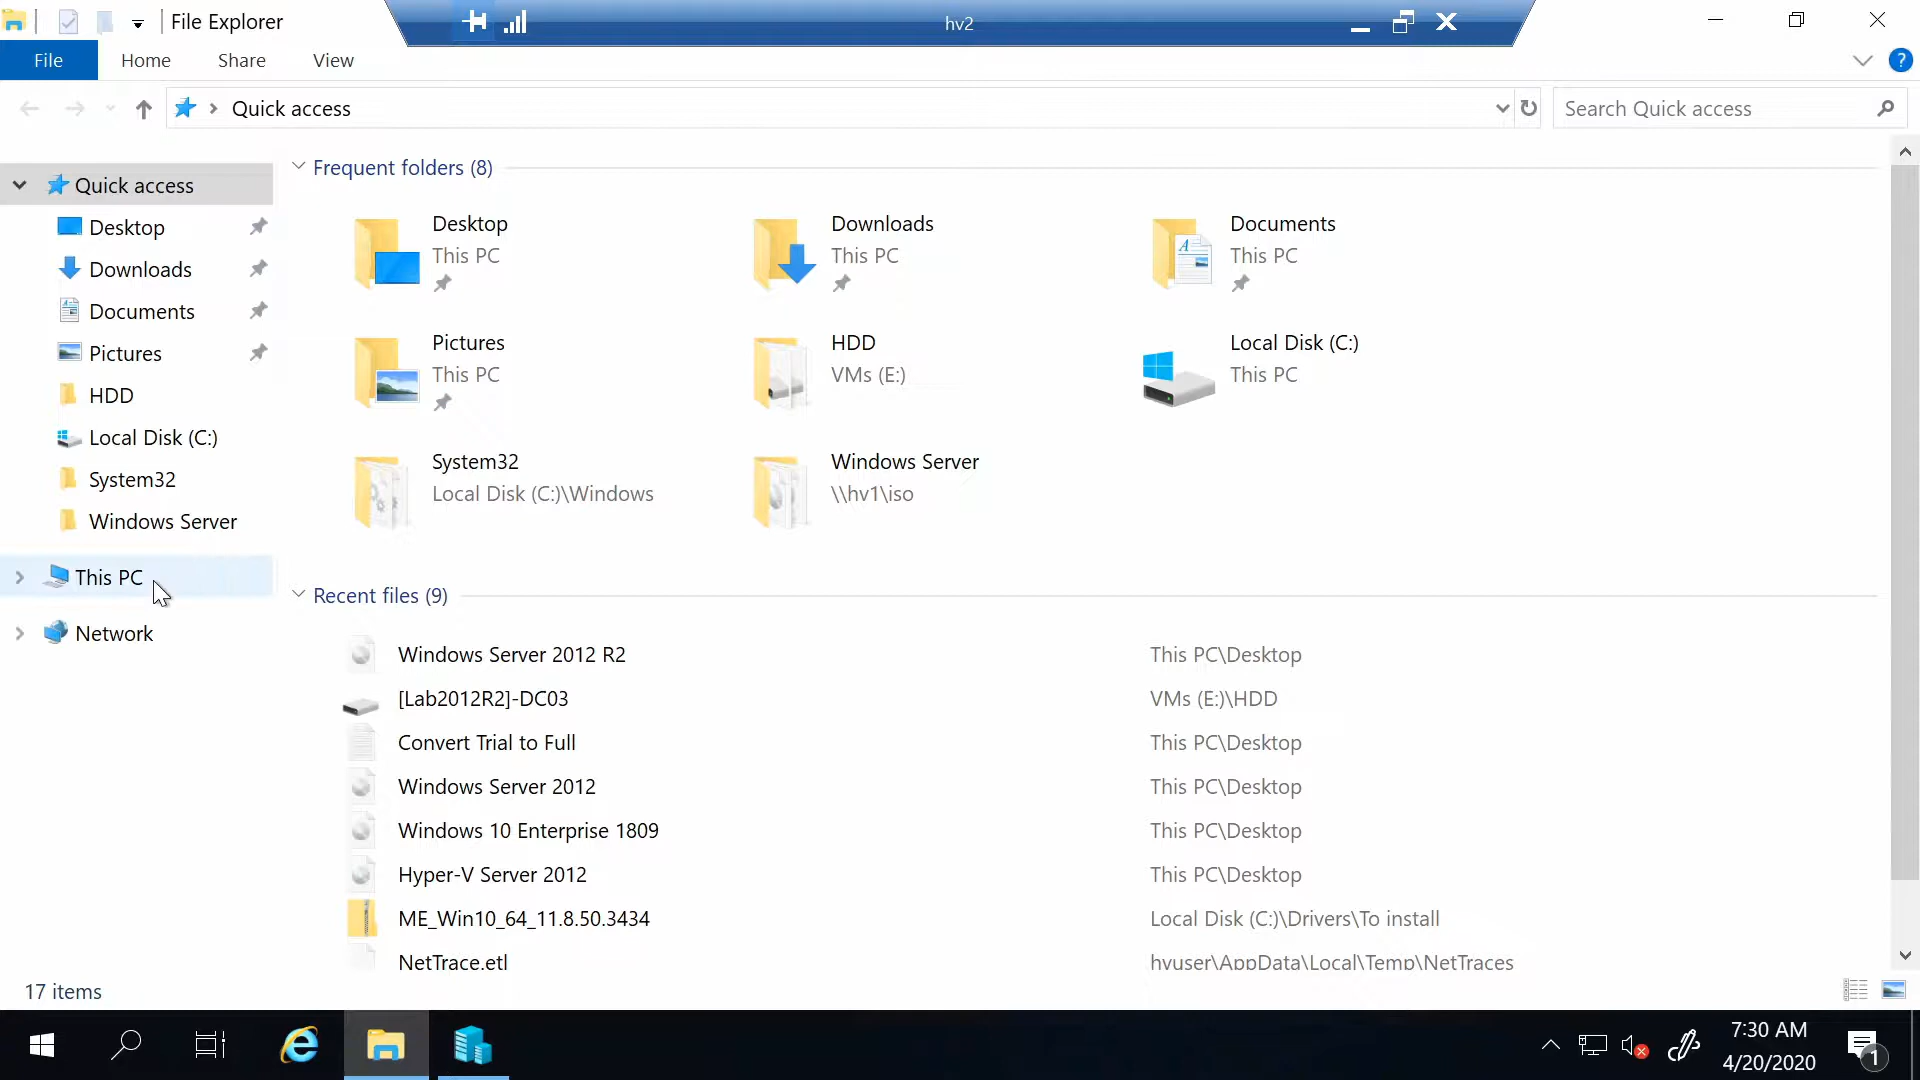 File Explorer
hv2
File
Home
Share
View
?
Quick access
Search Quick access
Quick access
Desktop
Downloads
Documents
Pictures
HDD
Local Disk (C:)
System32
Windows Server
This PC
Network
Frequent folders (8)
Desktop
This PC
Downloads
This PC
Documents
This PC
Pictures
This PC
HDD
VMs (E:)
Local Disk (C:)
This PC
System32
Local Disk (C:)\Windows
Windows Server
\\hv1\iso
Recent files (9)
Windows Server 2012 R2 This PC\Desktop
[Lab2012R2]-DC03 VMs (E:)\HDD
Convert Trial to Full This PC\Desktop
Windows Server 2012 This PC\Desktop
Windows 10 Enterprise 1809 This PC\Desktop
Hyper-V Server 2012 This PC\Desktop
ME_Win10_64_11.8.50.3434 Local Disk (C:)\Drivers\To install
NetTrace.etl hvuser\AppData\Local\Temp\NetTraces
17 items
7:30 AM
4/20/2020
1